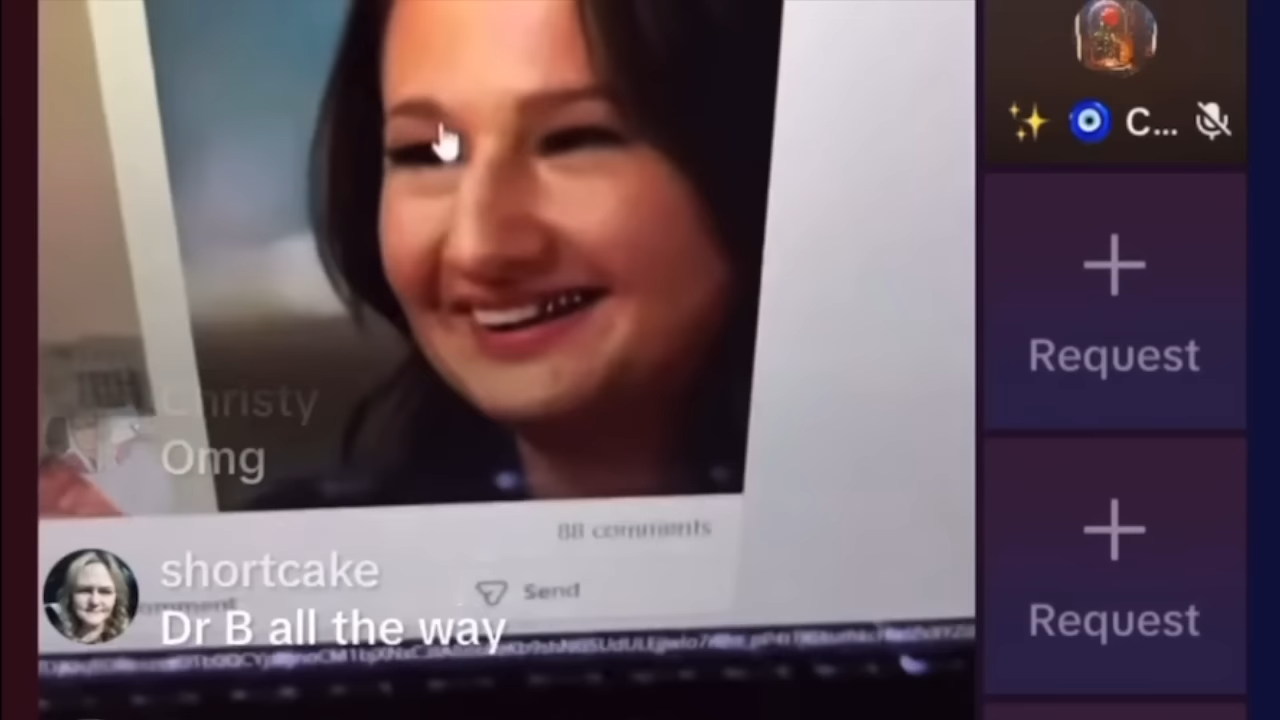 C...
Request
Christy
Omg
88 comments
shortcake
Send
Dr B all the way
Request